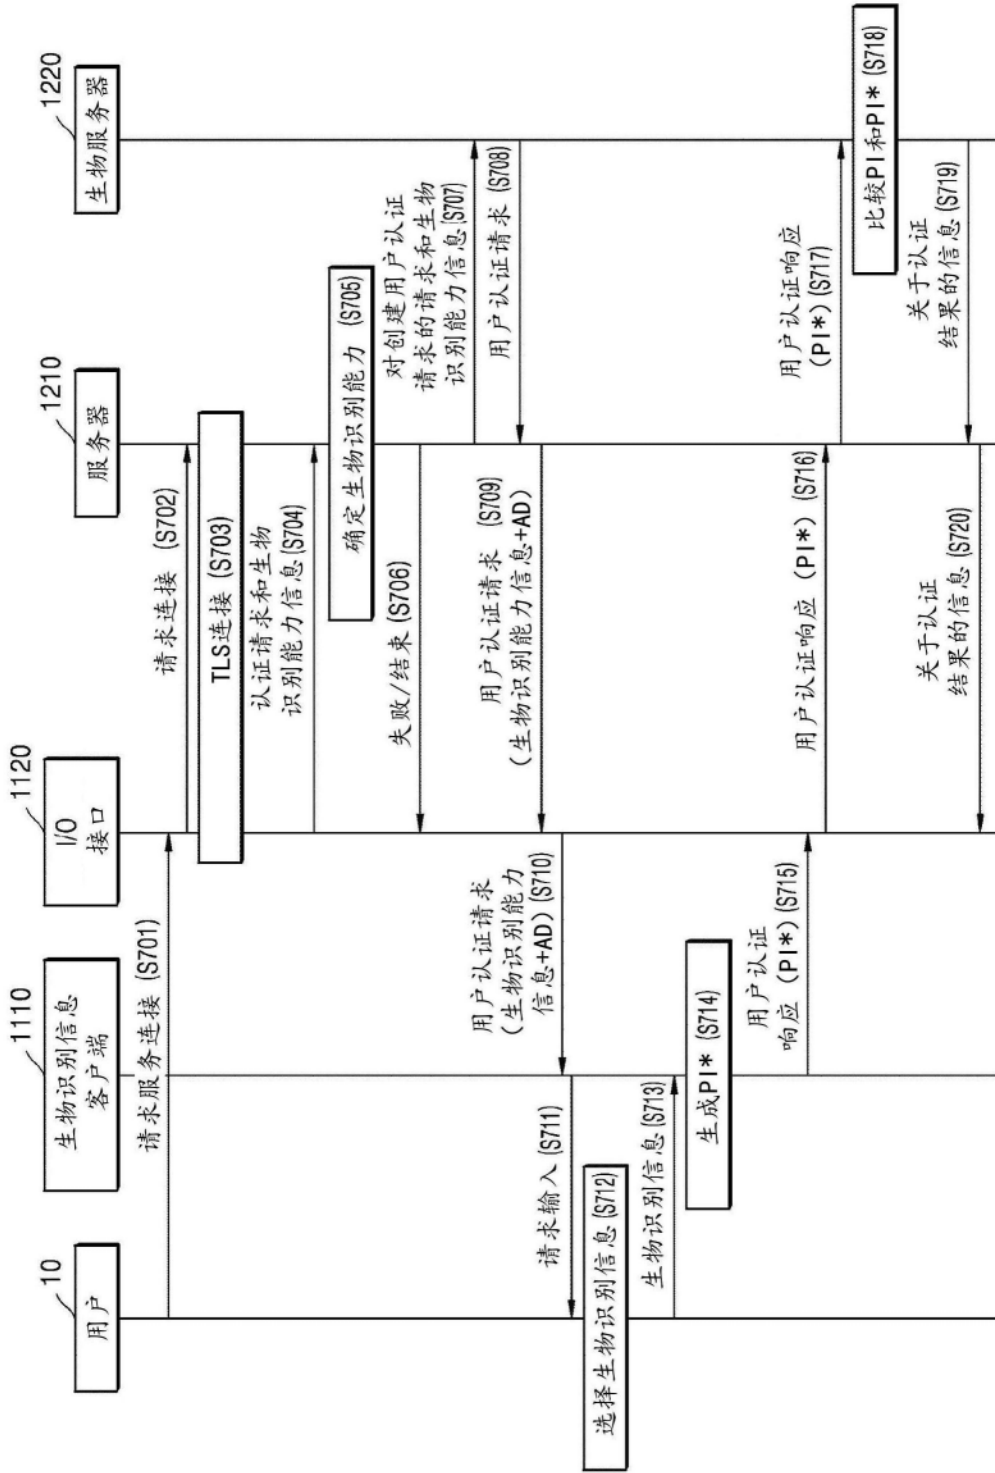 10
用户
1110
生物识别信息
客户端
1120
I/O
接口
1210
服务器
1220
生物服务器
请求服务连接 (S701)
请求连接 (S702)
TLS连接 (S703)
认证请求和生物
识别能力信息 (S704)
确定生物识别能力 (S705)
失败/结束 (S706)
对创建用户认证
请求的请求和生物
识别能力信息 (S707)
用户认证请求 (S708)
用户认证请求 (S709)
(生物识别能力信息+AD)
用户认证请求
(生物识别能力
信息+AD) (S710)
请求输入 (S711)
选择生物识别信息 (S712)
生物识别信息 (S713)
生成PI* (S714)
用户认证
响应 (PI*) (S715)
用户认证响应 (PI*) (S716)
用户认证响应
(PI*) (S717)
比较PI和PI* (S718)
关于认证
结果的信息 (S719)
关于认证
结果的信息 (S720)